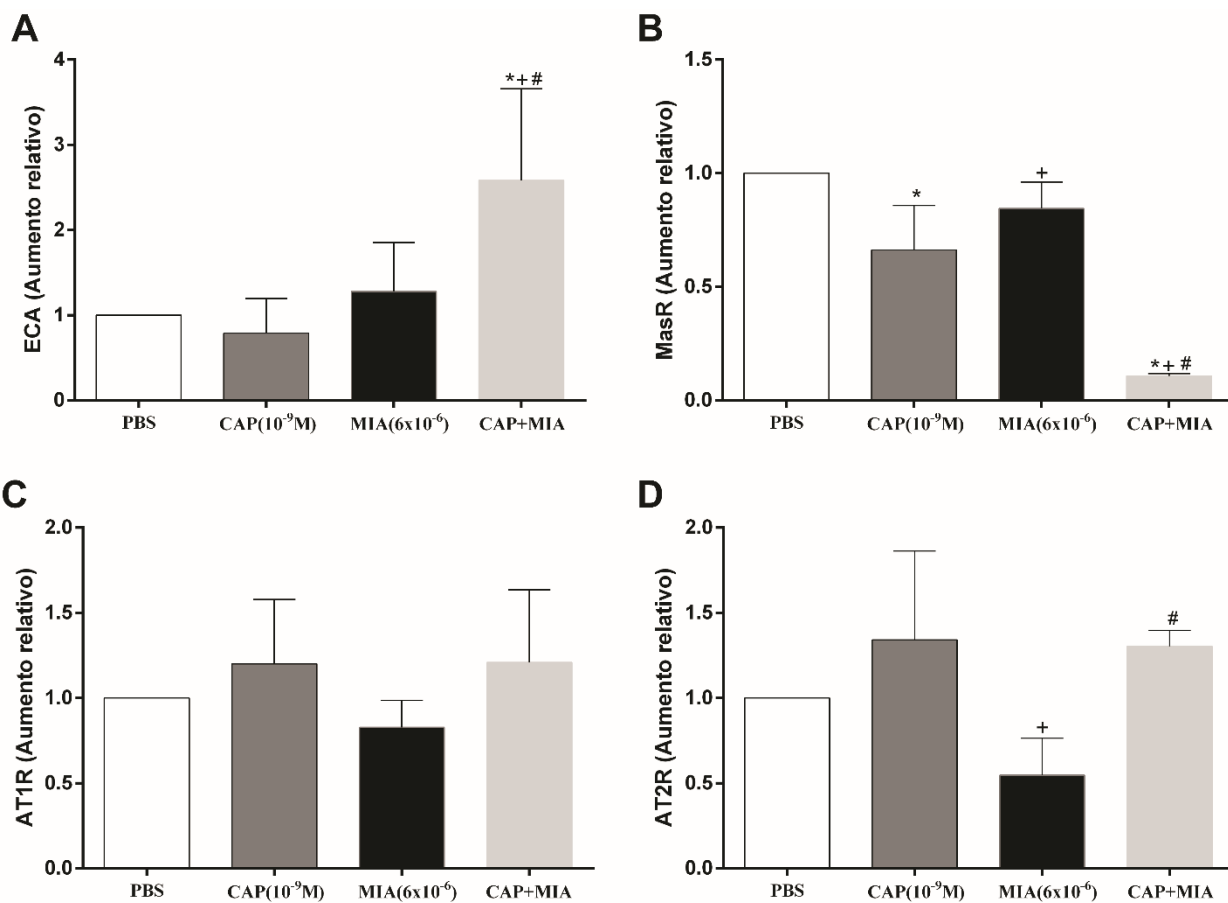 A
ECA (Aumento relativo)
4
3
2
1
0
*+#
PBS
CAP(10⁻⁹M)
MIA(6x10⁻⁶)
CAP+MIA
B
MasR (Aumento relativo)
1.5
1.0
0.5
0.0
*
+
*+#
PBS
CAP(10⁻⁹M)
MIA(6x10⁻⁶)
CAP+MIA
C
AT1R (Aumento relativo)
2.0
1.5
1.0
0.5
0.0
PBS
CAP(10⁻⁹M)
MIA(6x10⁻⁶)
CAP+MIA
D
AT2R (Aumento relativo)
2.0
1.5
1.0
0.5
0.0
+
#
PBS
CAP(10⁻⁹M)
MIA(6x10⁻⁶)
CAP+MIA